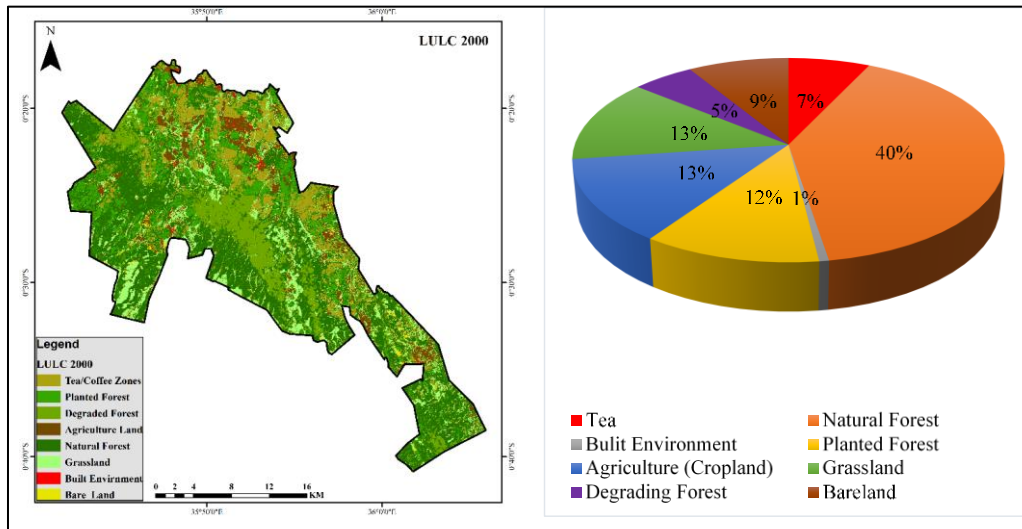 35°50'0"E
36°0'0"E
N
LULC 2000
0°20'0"S
0°20'0"S
0°30'0"S
0°30'0"S
0°40'0"S
0°40'0"S
Legend
LULC 2000
Tea/Coffee Zones
Planted Forest
Degraded Forest
Agriculture Land
Natural Forest
Grassland
Built Envirnment
Bare Land
0 2 4 8 12 16
KM
35°50'0"E
36°0'0"E
7%
40%
1%
12%
13%
13%
5%
9%
Tea
Natural Forest
Bulit Environment
Planted Forest
Agriculture (Cropland)
Grassland
Degrading Forest
Bareland